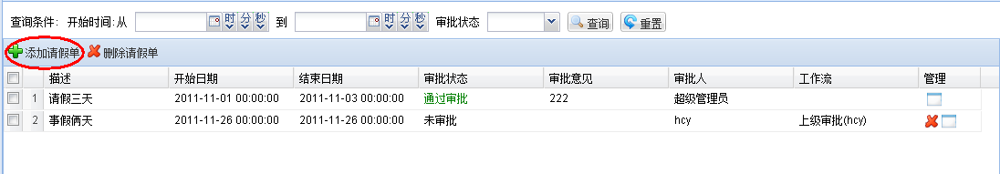 查询条件: 开始时间:从 时 分 秒 到 时 分 秒 审批状态 查询 重置
添加请假单 删除请假单
描述 开始日期 结束日期 审批状态 审批意见 审批人 工作流 管理
1 请假三天 2011-11-01 00:00:00 2011-11-03 00:00:00 通过审批 222 超级管理员
2 事假俩天 2011-11-26 00:00:00 2011-11-26 00:00:00 未审批 hcy 上级审批(hcy)